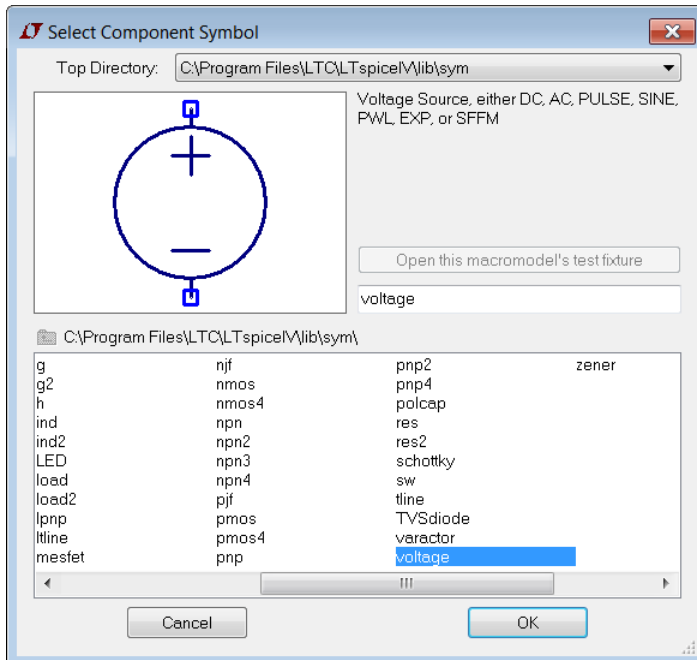 Select Component Symbol
Top Directory: C:\Program Files\LTC\LTspiceIV\lib\sym
Voltage Source, either DC, AC, PULSE, SINE,
PWL, EXP, or SFFM
Open this macromodel's test fixture
voltage
C:\Program Files\LTC\LTspiceIV\lib\sym\
g njf pnp2 zener
g2 nmos pnp4
h nmos4 polcap
ind npn res
ind2 npn2 res2
LED npn3 schottky
load npn4 sw
load2 pjf tline
lpnp pmos TVSdiode
ltline pmos4 varactor
mesfet pnp voltage
Cancel OK